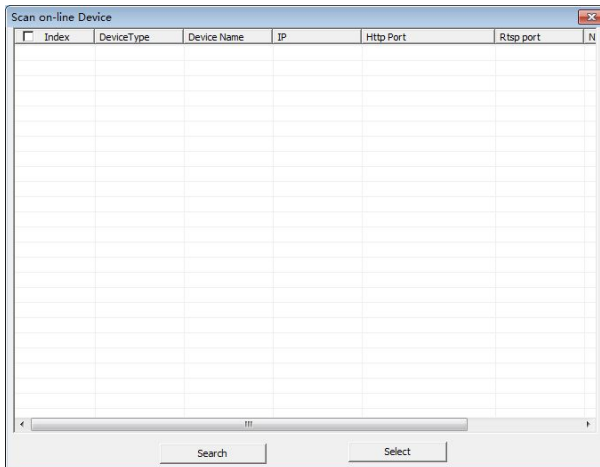 Scan on-line Device
Index DeviceType Device Name IP Http Port Rtsp port N
Search Select